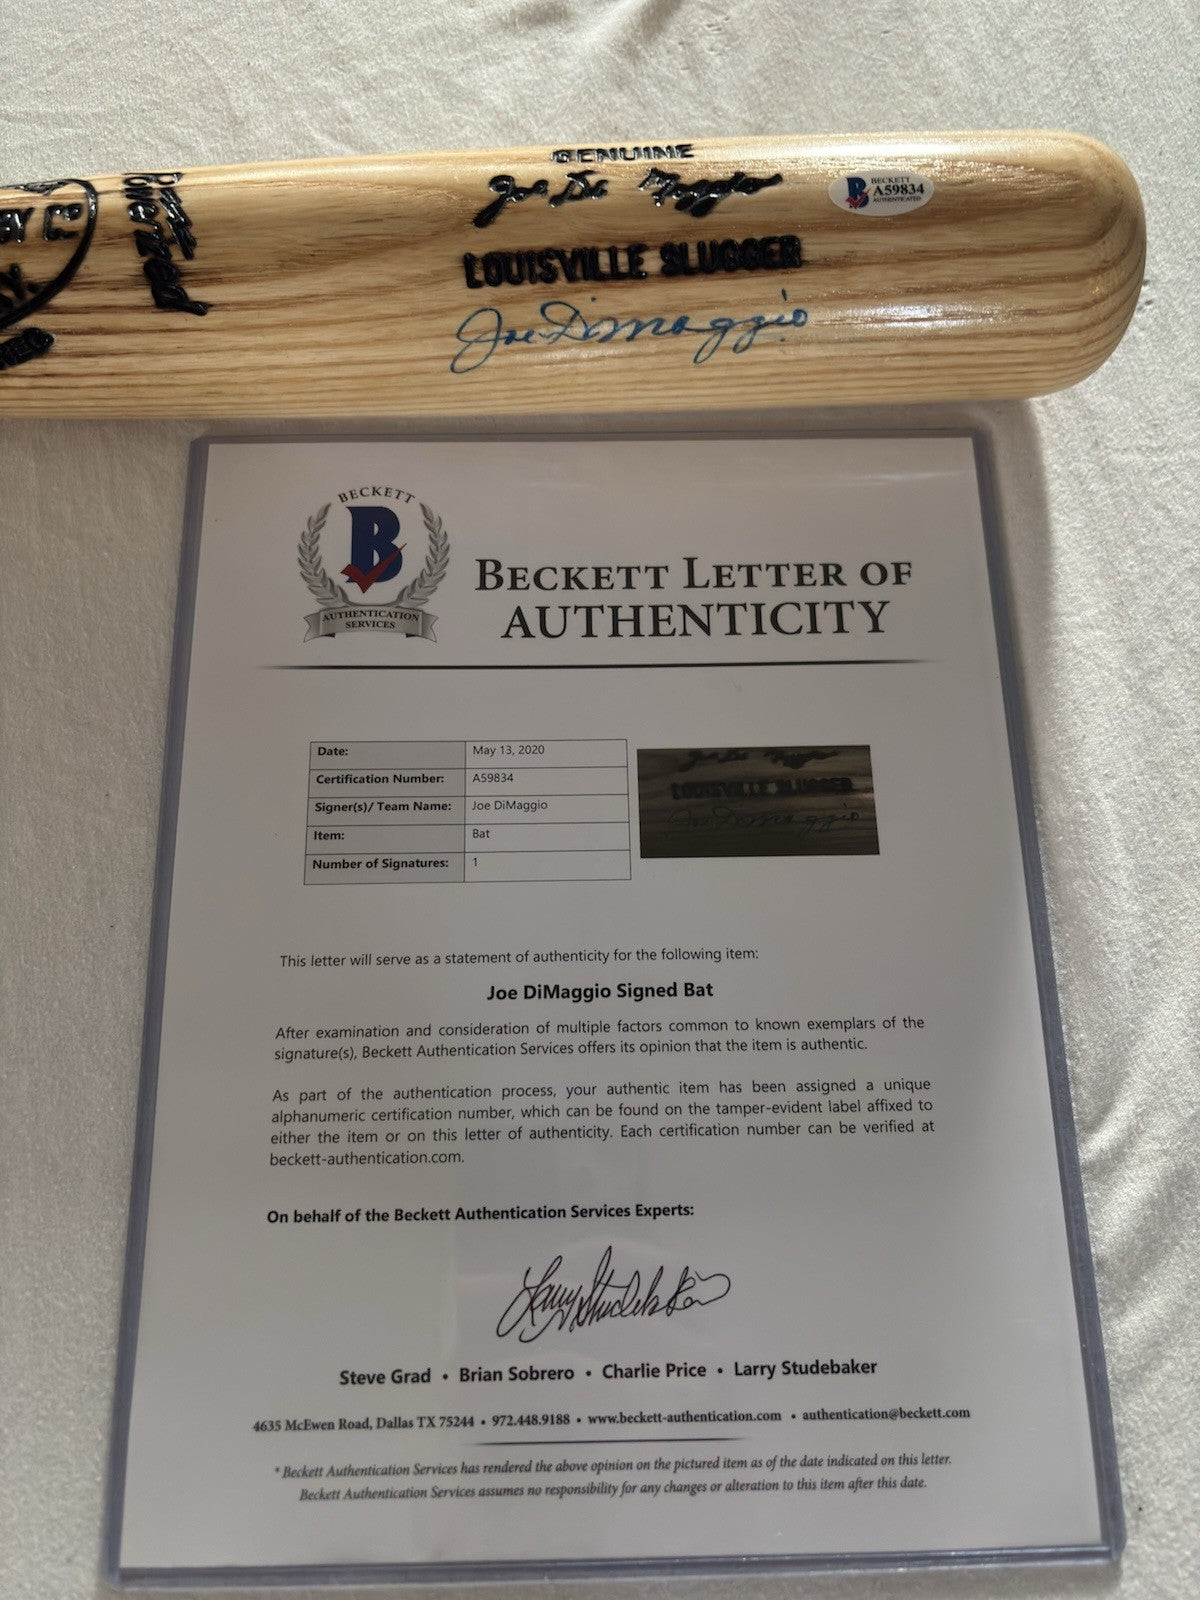 GENUINE
Joe Di Maggio
BECKETT
A59834
AUTHENTICATED
LOUISVILLE SLUGGER
Joe DiMaggio
Powerized
BECKETT
B
AUTHENTICATION
SERVICES
BECKETT LETTER OF
AUTHENTICITY
Date: May 13, 2020
Certification Number: A59834
Signer(s)/ Team Name: Joe DiMaggio
Item: Bat
Number of Signatures: 1
LOUISVILLE SLUGGER
Joe DiMaggio
This letter will serve as a statement of authenticity for the following item:
Joe DiMaggio Signed Bat
After examination and consideration of multiple factors common to known exemplars of the
signature(s), Beckett Authentication Services offers its opinion that the item is authentic.
As part of the authentication process, your authentic item has been assigned a unique
alphanumeric certification number, which can be found on the tamper-evident label affixed to
either the item or on this letter of authenticity. Each certification number can be verified at
beckett-authentication.com.
On behalf of the Beckett Authentication Services Experts:
Larry Studebaker
Steve Grad • Brian Sobrero • Charlie Price • Larry Studebaker
4635 McEwen Road, Dallas TX 75244 • 972.448.9188 • www.beckett-authentication.com • authentication@beckett.com
* Beckett Authentication Services has rendered the above opinion on the pictured item as of the date indicated on this letter.
Beckett Authentication Services assumes no responsibility for any changes or alteration to this item after this date.